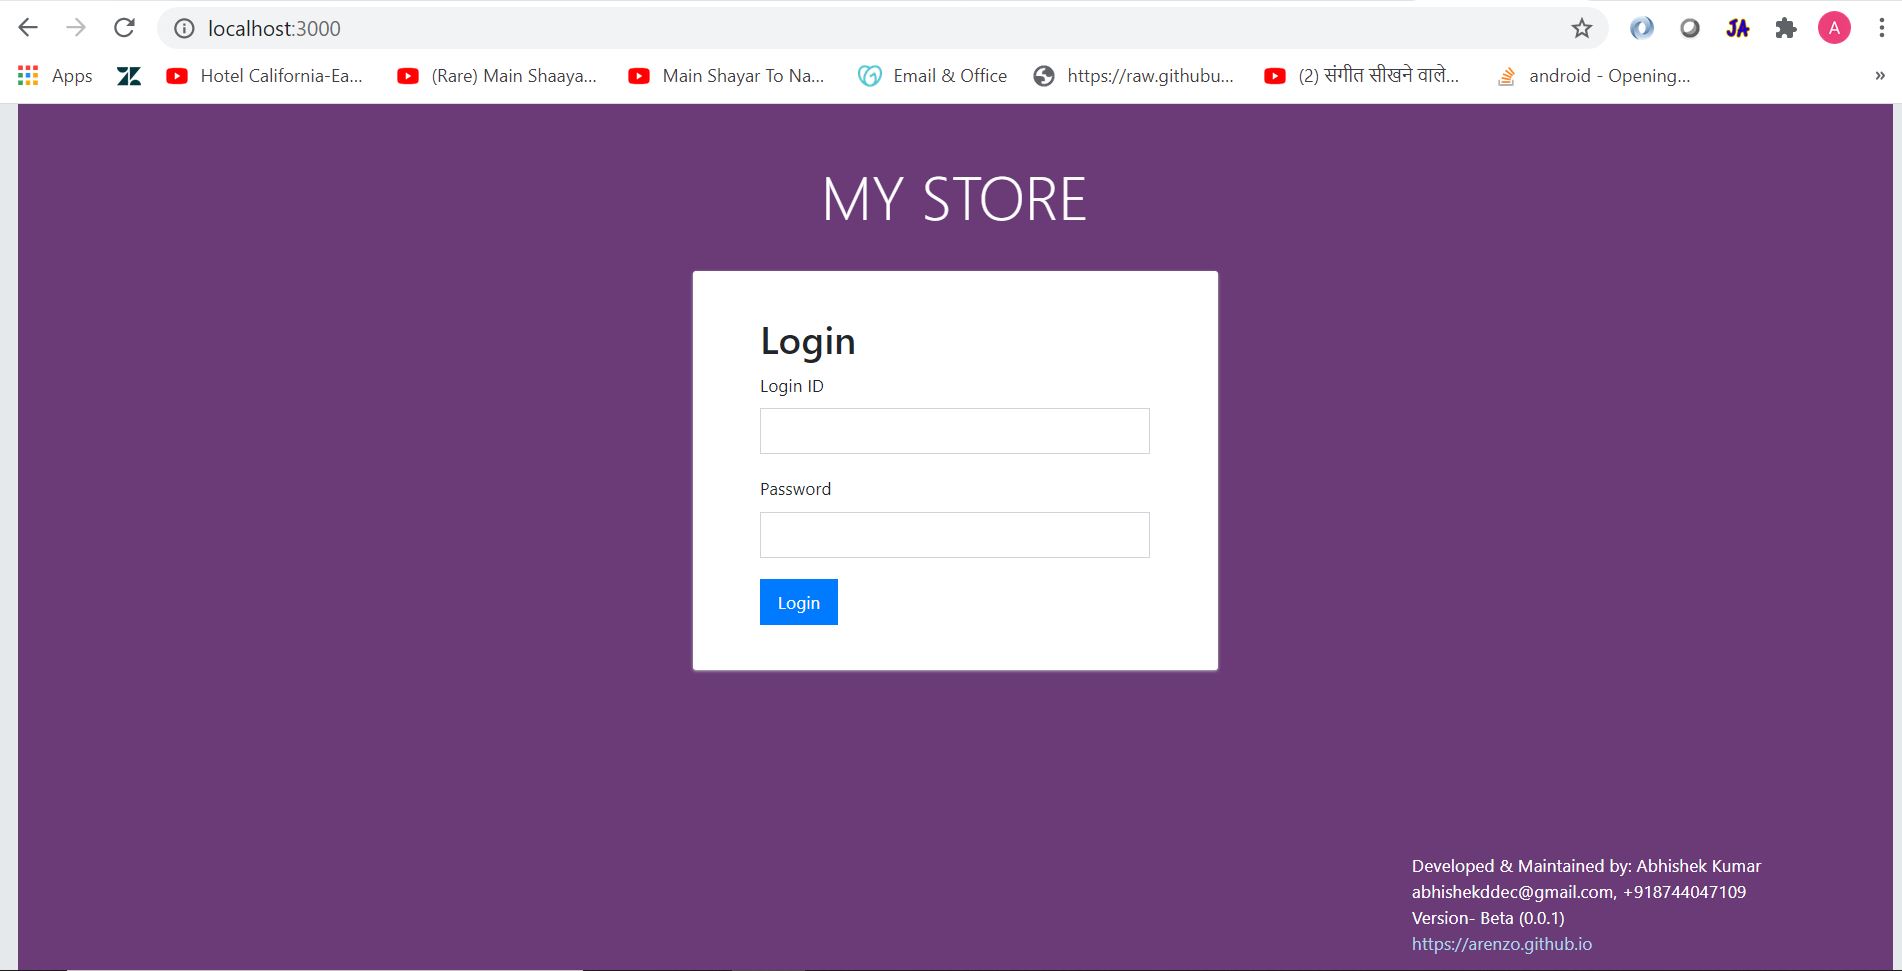 localhost:3000
A
Apps Hotel California-Ea... (Rare) Main Shaaya... Main Shayar To Na... Email & Office https://raw.githubu... (2) संगीत सीखने वाले... android - Opening... »
MY STORE
Login
Login ID
Password
Login
Developed & Maintained by: Abhishek Kumar
abhishekddec@gmail.com, +918744047109
Version- Beta (0.0.1)
https://arenzo.github.io